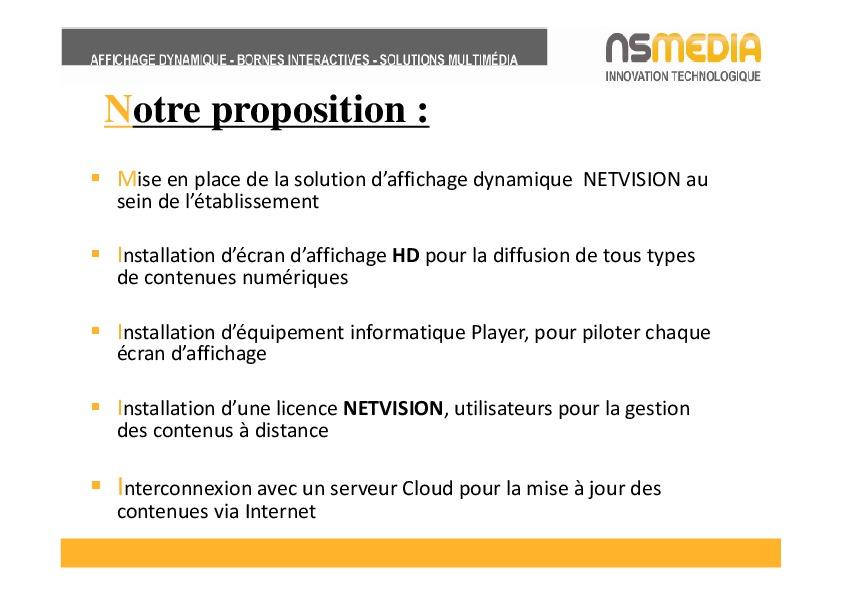 AFFICHAGE DYNAMIQUE - BORNES INTERACTIVES - SOLUTIONS MULTIMÉDIA
NSMEDIA
INNOVATION TECHNOLOGIQUE
Notre proposition :
Mise en place de la solution d’affichage dynamique NETVISION au
sein de l’établissement
Installation d’écran d’affichage HD pour la diffusion de tous types
de contenues numériques
Installation d’équipement informatique Player, pour piloter chaque
écran d’affichage
Installation d’une licence NETVISION, utilisateurs pour la gestion
des contenus à distance
Interconnexion avec un serveur Cloud pour la mise à jour des
contenues via Internet